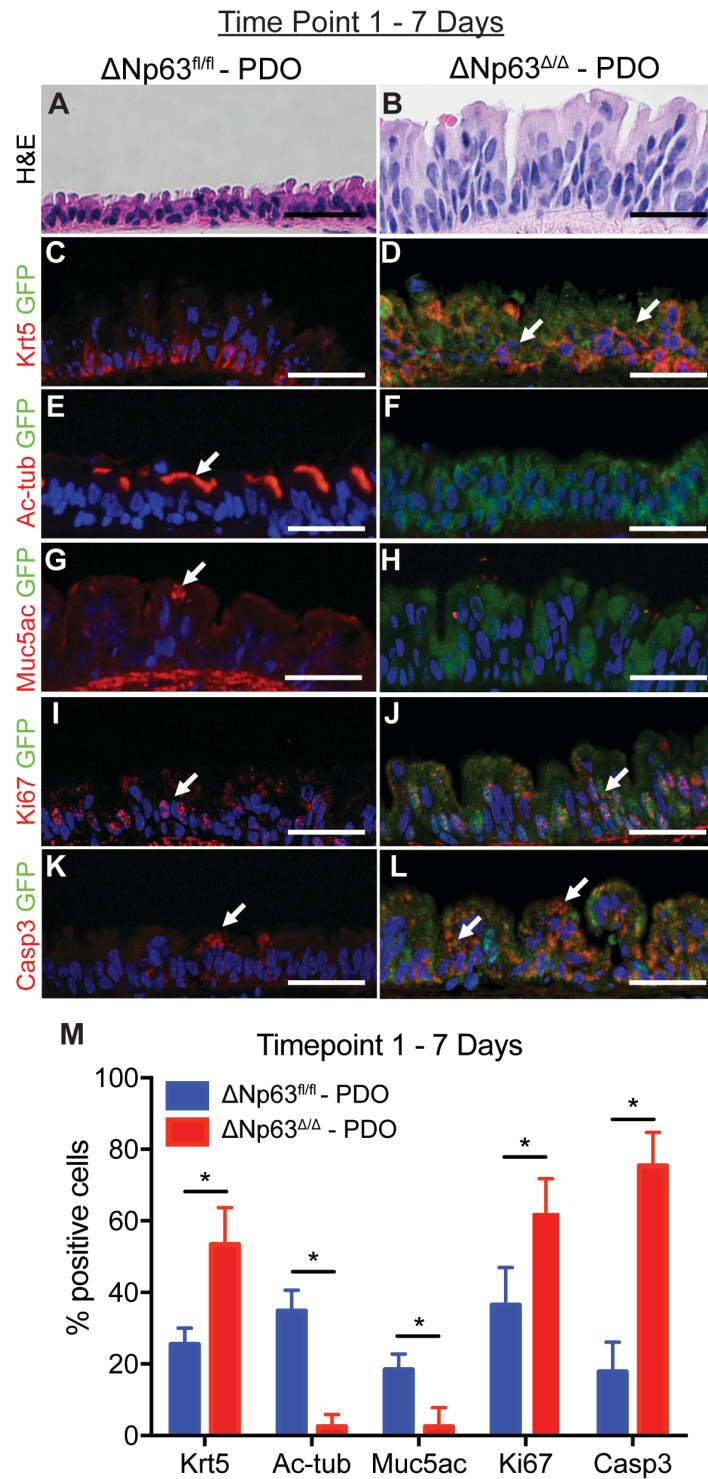 Time Point 1 - 7 Days
ΔNp63fl/fl - PDO
ΔNp63Δ/Δ - PDO
H&E
A
B
Krt5 GFP
C
D
Ac-tub GFP
E
F
Muc5ac GFP
G
H
Ki67 GFP
I
J
Casp3 GFP
K
L
M
Timepoint 1 - 7 Days
% positive cells
100
80
60
40
20
0
ΔNp63fl/fl - PDO
ΔNp63Δ/Δ - PDO
*
*
*
*
*
Krt5 Ac-tub Muc5ac Ki67 Casp3